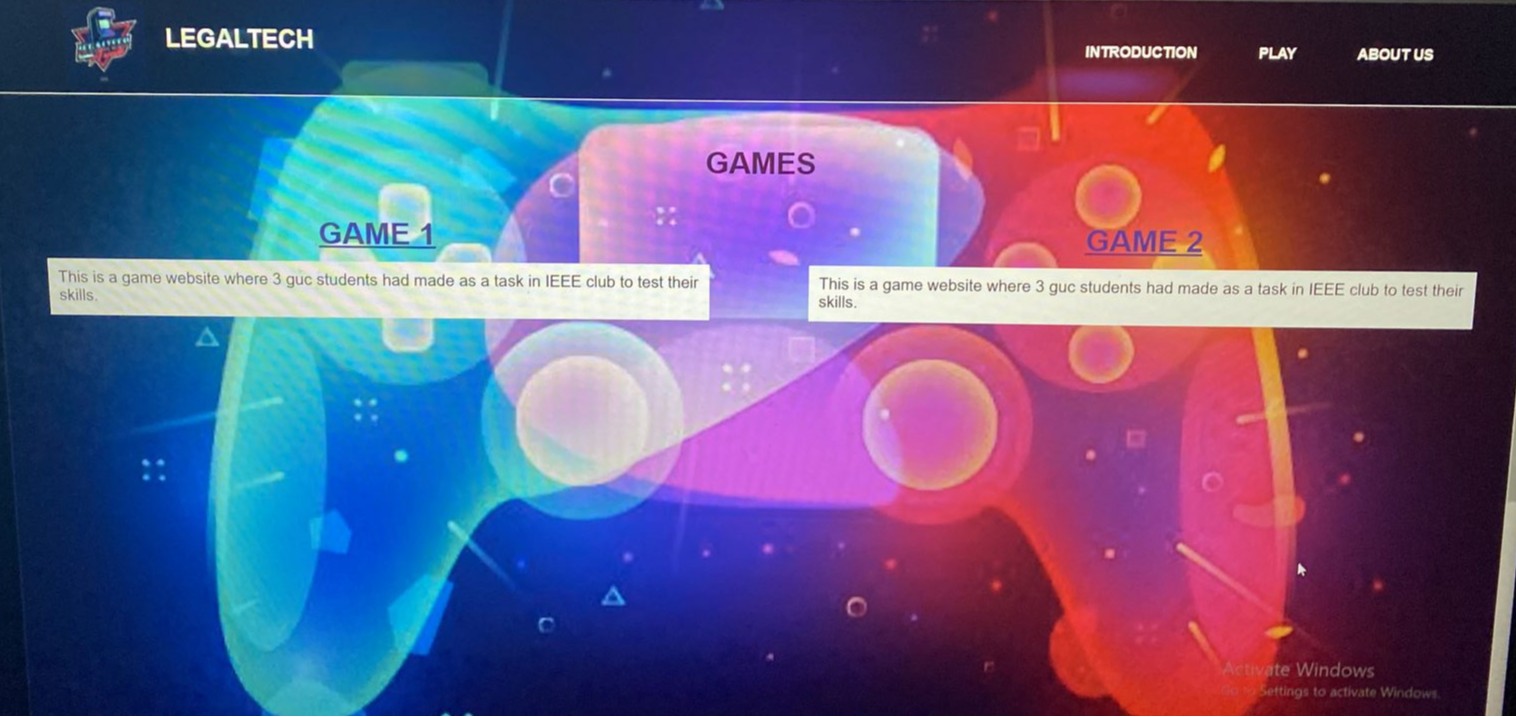 LEGALTECH
INTRODUCTION
PLAY
ABOUT US
GAMES
GAME 1
This is a game website where 3 guc students had made as a task in IEEE club to test their
skills.
GAME 2
This is a game website where 3 guc students had made as a task in IEEE club to test their
skills.
Activate Windows
Go to Settings to activate Windows.